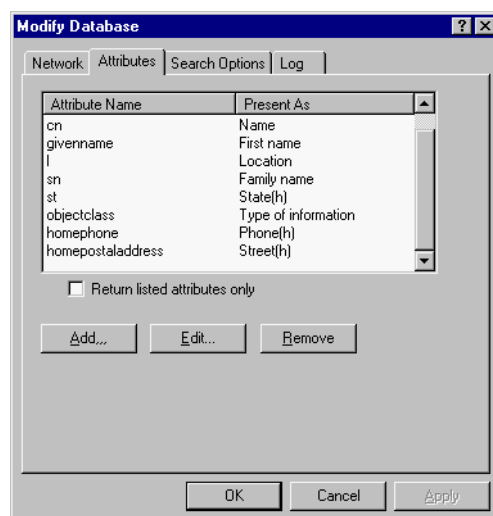 Modify Database
Network Attributes Search Options Log
Attribute Name Present As
cn Name
givenname First name
l Location
sn Family name
st State(h)
objectclass Type of information
homephone Phone(h)
homepostaladdress Street(h)
Return listed attributes only
Add,,, Edit... Remove
OK Cancel Apply